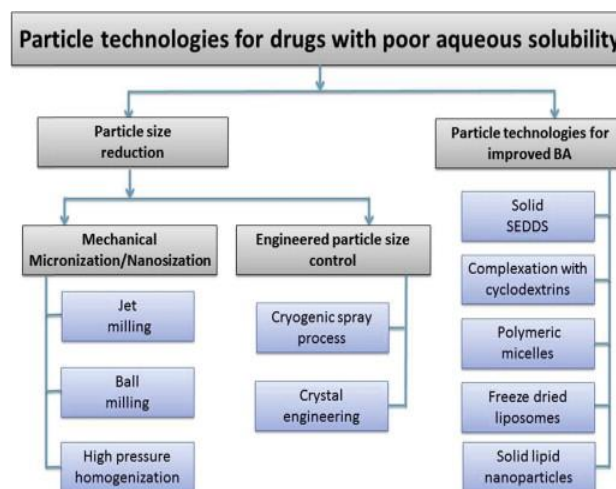 Particle technologies for drugs with poor aqueous solubility
Particle size
reduction
Particle technologies for
improved BA
Mechanical
Micronization/Nanosization
Engineered particle size
control
Jet
milling
Ball
milling
High pressure
homogenization
Cryogenic spray
process
Crystal
engineering
Solid
SEDDS
Complexation with
cyclodextrins
Polymeric
micelles
Freeze dried
liposomes
Solid lipid
nanoparticles